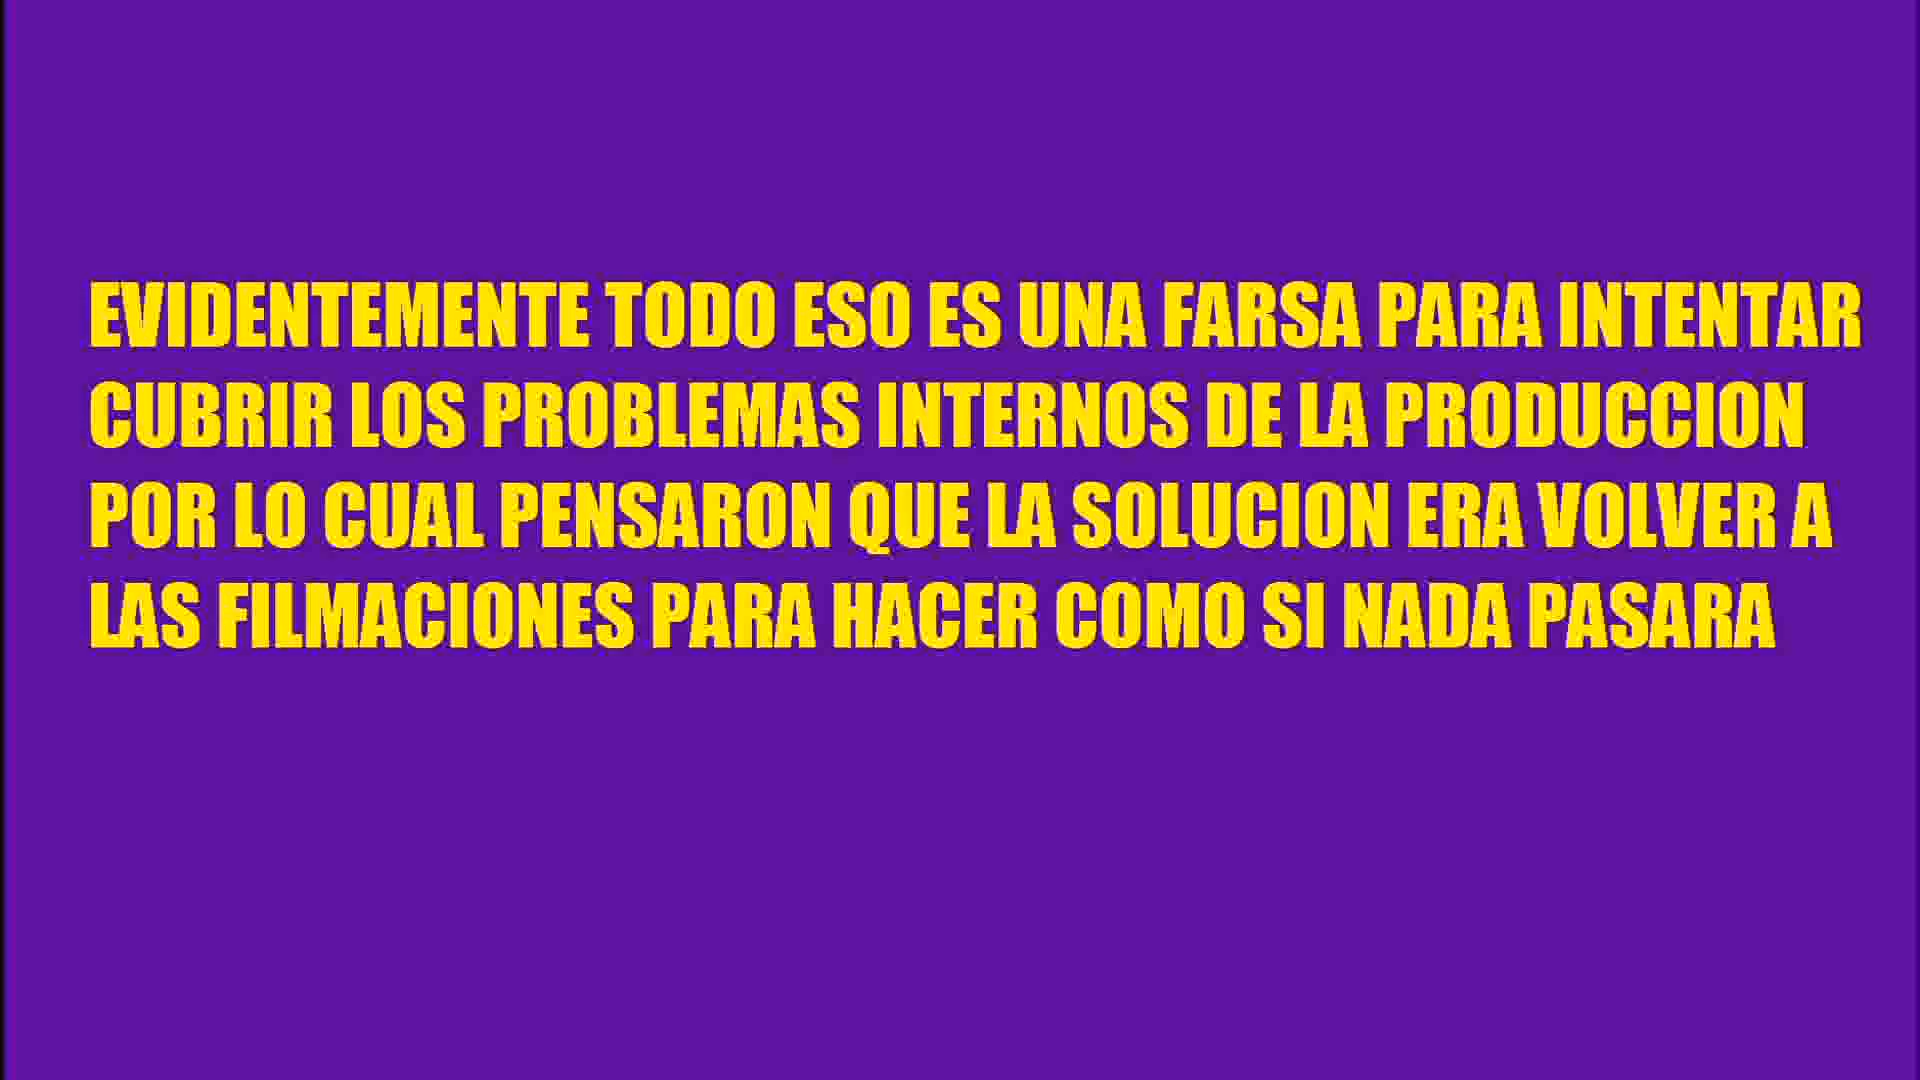 EVIDENTEMENTE TODO ESO ES UNA FARSA PARA INTENTAR
CUBRIR LOS PROBLEMAS INTERNOS DE LA PRODUCCION
POR LO CUAL PENSARON QUE LA SOLUCION ERA VOLVER A
LAS FILMACIONES PARA HACER COMO SI NADA PASARA